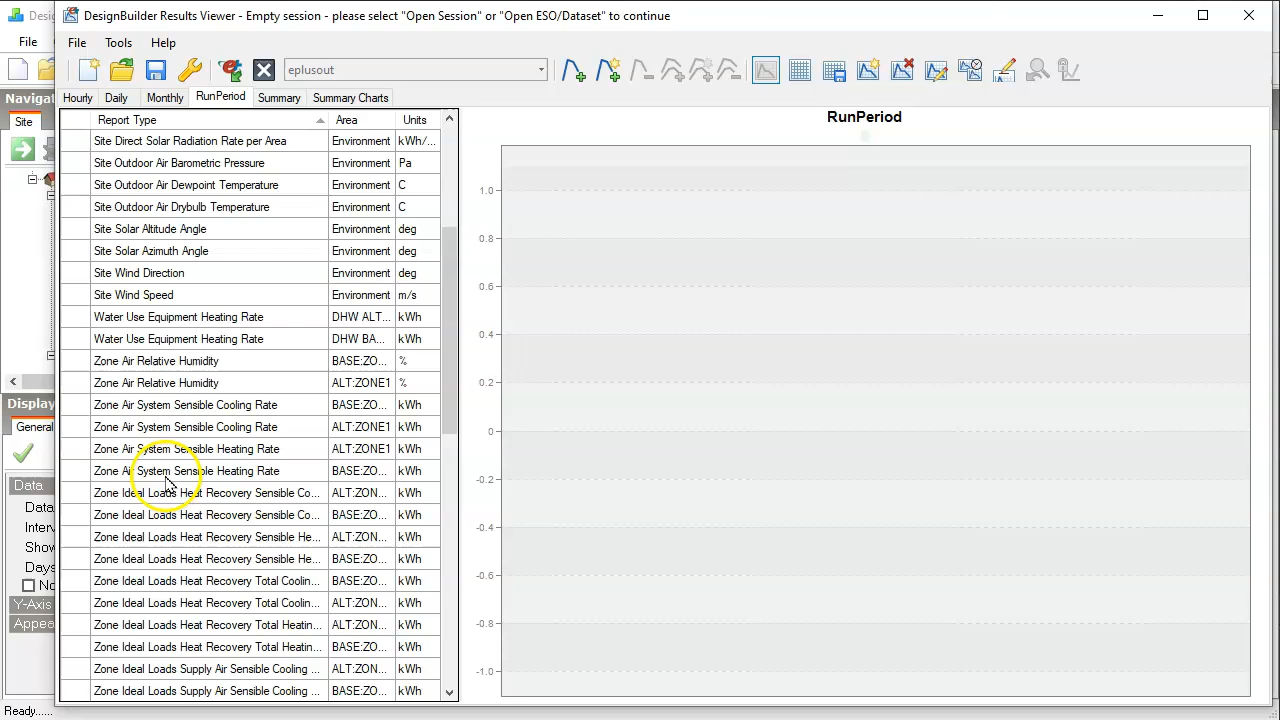 Desi
DesignBuilder Results Viewer - Empty session - please select "Open Session" or "Open ESO/Dataset" to continue
File
File Tools Help
eplusout
Navigat
Hourly Daily Monthly RunPeriod Summary Summary Charts
Site
Report Type Area Units
Site Direct Solar Radiation Rate per Area Environment kWh/...
Site Outdoor Air Barometric Pressure Environment Pa
Site Outdoor Air Dewpoint Temperature Environment C
Site Outdoor Air Drybulb Temperature Environment C
Site Solar Altitude Angle Environment deg
Site Solar Azimuth Angle Environment deg
Site Wind Direction Environment deg
Site Wind Speed Environment m/s
Water Use Equipment Heating Rate DHW ALT... kWh
Water Use Equipment Heating Rate DHW BA... kWh
Zone Air Relative Humidity BASE:ZO... %
Zone Air Relative Humidity ALT:ZONE1 %
Zone Air System Sensible Cooling Rate BASE:ZO... kWh
Zone Air System Sensible Cooling Rate ALT:ZONE1 kWh
Zone Air System Sensible Heating Rate ALT:ZONE1 kWh
Zone Air System Sensible Heating Rate BASE:ZO... kWh
Zone Ideal Loads Heat Recovery Sensible Co... ALT:ZON... kWh
Zone Ideal Loads Heat Recovery Sensible Co... BASE:ZO... kWh
Zone Ideal Loads Heat Recovery Sensible He... ALT:ZON... kWh
Zone Ideal Loads Heat Recovery Sensible He... BASE:ZO... kWh
Zone Ideal Loads Heat Recovery Total Coolin... BASE:ZO... kWh
Zone Ideal Loads Heat Recovery Total Coolin... ALT:ZON... kWh
Zone Ideal Loads Heat Recovery Total Heatin... ALT:ZON... kWh
Zone Ideal Loads Heat Recovery Total Heatin... BASE:ZO... kWh
Zone Ideal Loads Supply Air Sensible Cooling ... ALT:ZON... kWh
Zone Ideal Loads Supply Air Sensible Cooling ... BASE:ZO... kWh
RunPeriod
1.0
0.8
0.6
0.4
0.2
0
-0.2
-0.4
-0.6
-0.8
-1.0
Display
General
Data
Data
Interv
Show
Days
No
Y-Axis
Appea
Ready.....